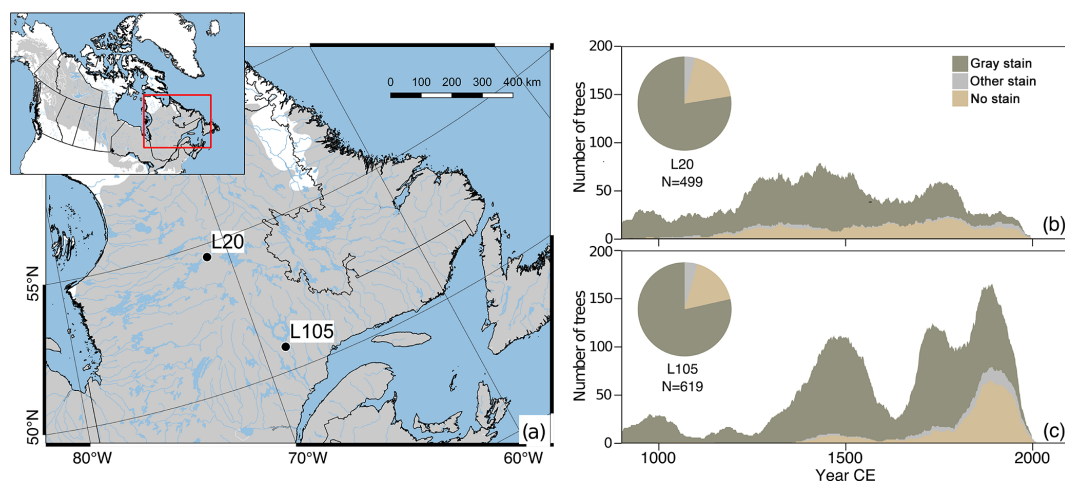 0 100 200 300 400 km
L20
L105
55°N
50°N
80°W
70°W
60°W
(a)
200
150
100
50
0
Number of trees
L20
N=499
Gray stain
Other stain
No stain
(b)
200
150
100
50
0
Number of trees
L105
N=619
(c)
1000
1500
2000
Year CE